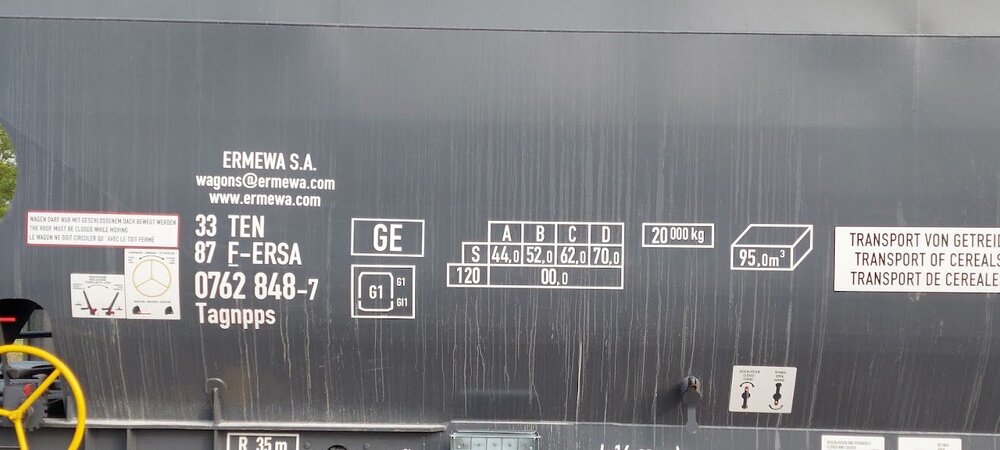 ERMEWA S.A.
wagons@ermewa.com
www.ermewa.com
WAGEN DARF NUR MIT GESCHLOSSENEM DACH BEWEGT WERDEN
THE ROOF MUST BE CLOSED WHILE MOVING
LE WAGON NE DOIT CIRCULER QU' AVEC LE TOIT FERMÉ
33 TEN
87 F-ERSA
0762 848-7
Tagnpps
GE
G1
G1
GI1
A B C D
S 44,0 52,0 62,0 70,0
120 00,0
20 000 kg
95,0m³
TRANSPORT VON GETREI
TRANSPORT OF CEREALS
TRANSPORT DE CEREALE
R. 35 m